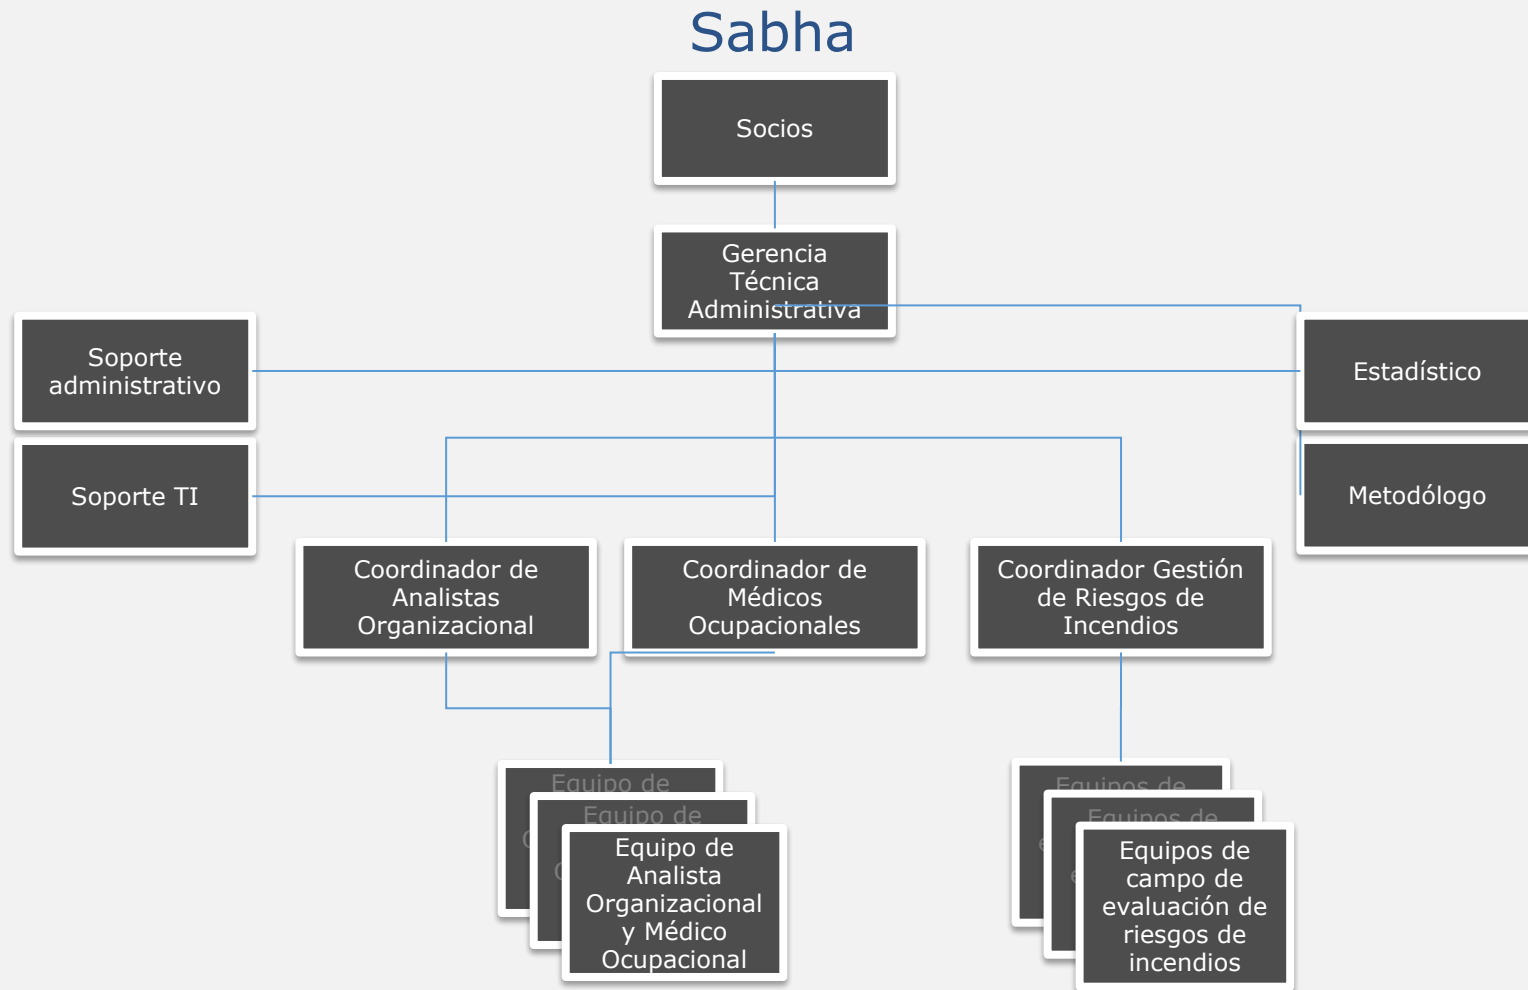 Sabha
Socios
Gerencia
Técnica
Administrativa
Soporte
administrativo
Estadístico
Soporte TI
Metodólogo
Coordinador de
Analistas
Organizacional
Coordinador de
Médicos
Ocupacionales
Coordinador Gestión
de Riesgos de
Incendios
Equipo de
Equipo de
Equipo de
Analista
Organizacional
y Médico
Ocupacional
Equipos de
Equipos de
Equipos de
campo de
evaluación de
riesgos de
incendios